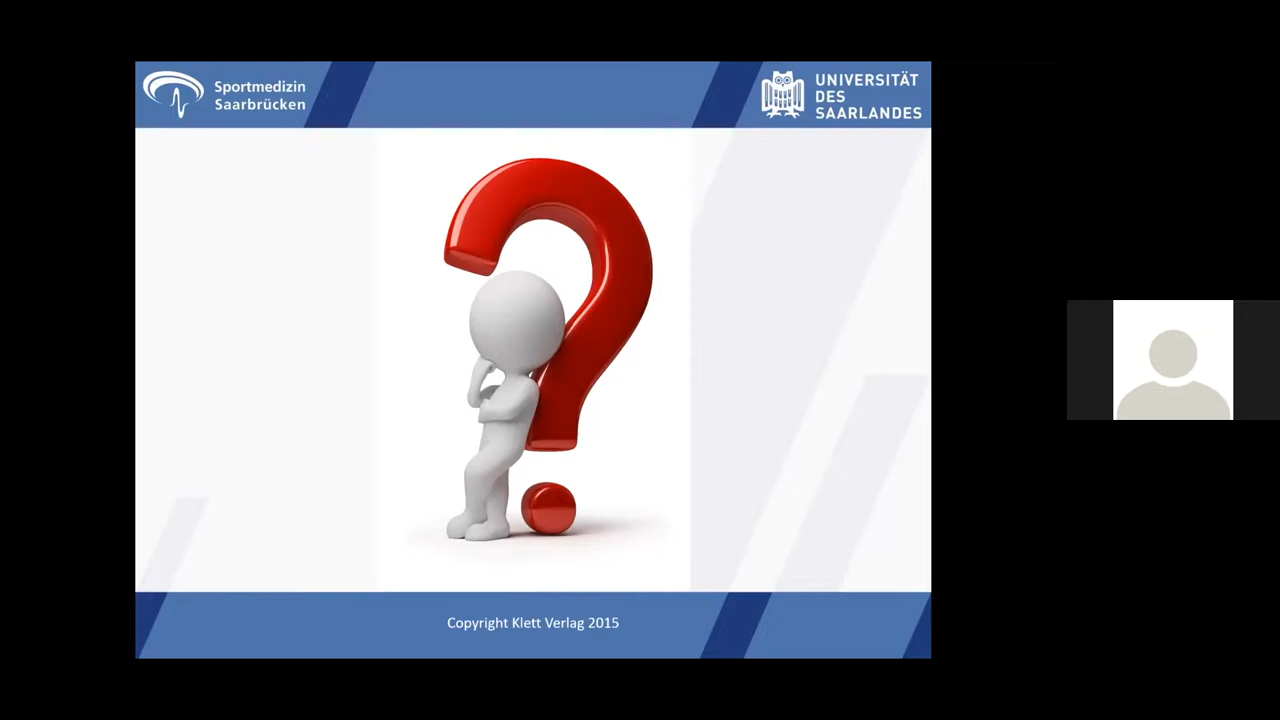 Sportmedizin
Saarbrücken
UNIVERSITÄT
DES
SAARLANDES
Copyright Klett Verlag 2015